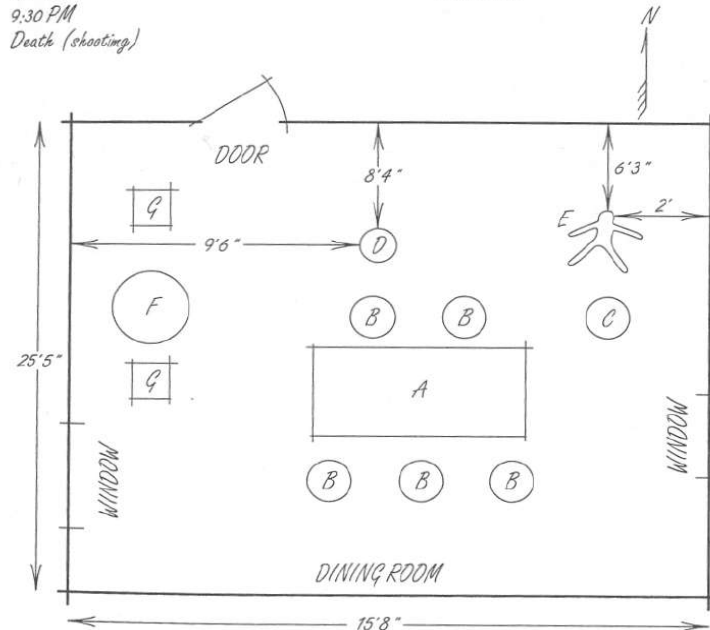 9:30 PM
Death (shooting)
N
DOOR
8'4"
6'3"
G
E
2'
9'6"
D
F
B
B
C
25'5"
G
A
WINDOW
WINDOW
B
B
B
DINING ROOM
15'8"